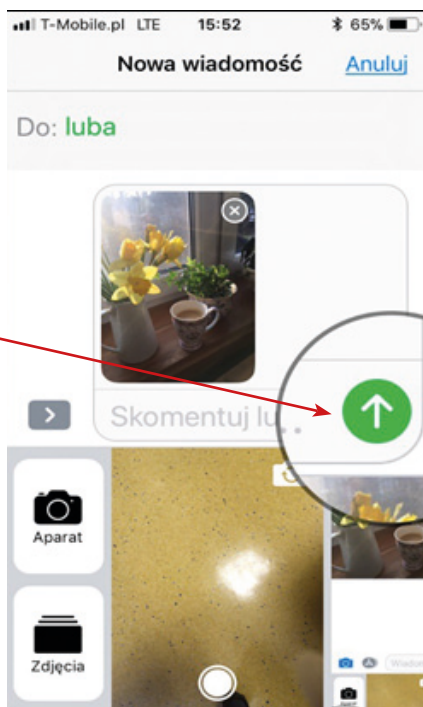 T-Mobile.pl LTE 15:52 65%
Nowa wiadomość Anuluj
Do: luba
Skomentuj lu
Aparat
Zdjęcia